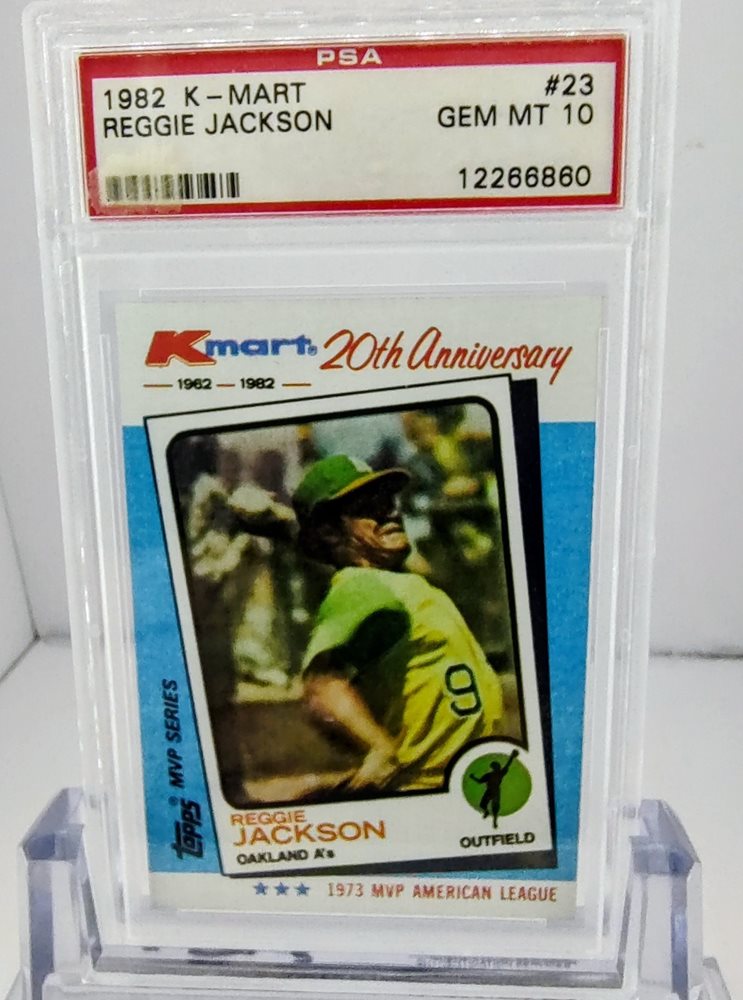 PSA
1982 K-MART #23
REGGIE JACKSON GEM MT 10
12266860
Kmart® 20th Anniversary
1962 — 1982
TOPPS® MVP SERIES
9
REGGIE
JACKSON
OAKLAND A's
OUTFIELD
★★★ 1973 MVP AMERICAN LEAGUE